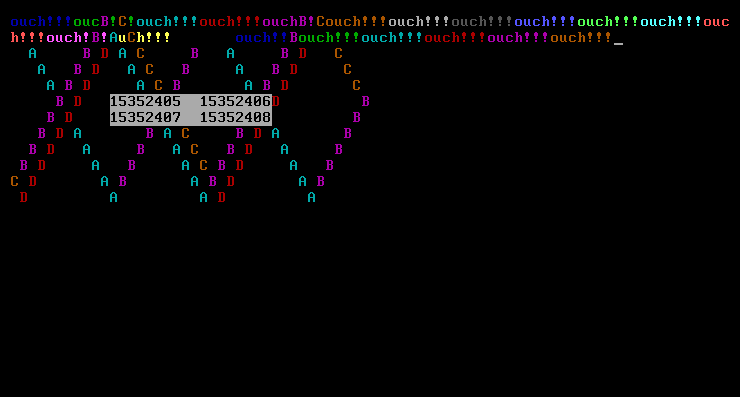 ouch!!!oucB!C!ouch!!!ouch!!!ouchB!Couch!!!ouch!!!ouch!!!ouch!!!ouch!!!ouch!!!ouc
h!!!ouch!B!AuCh!!!       ouch!!Bouch!!!ouch!!!ouch!!!ouch!!!ouch!!!_
A B D A C B A B D C
A B D A C B A B D C
A B D A C B A B D C
B D 15352405 15352406D B
B D 15352407 15352408 B
B D A B A C B D A B
B D A B A C B D A B
B D A B A C B D A B
C D A B A B D A B
D A A D A